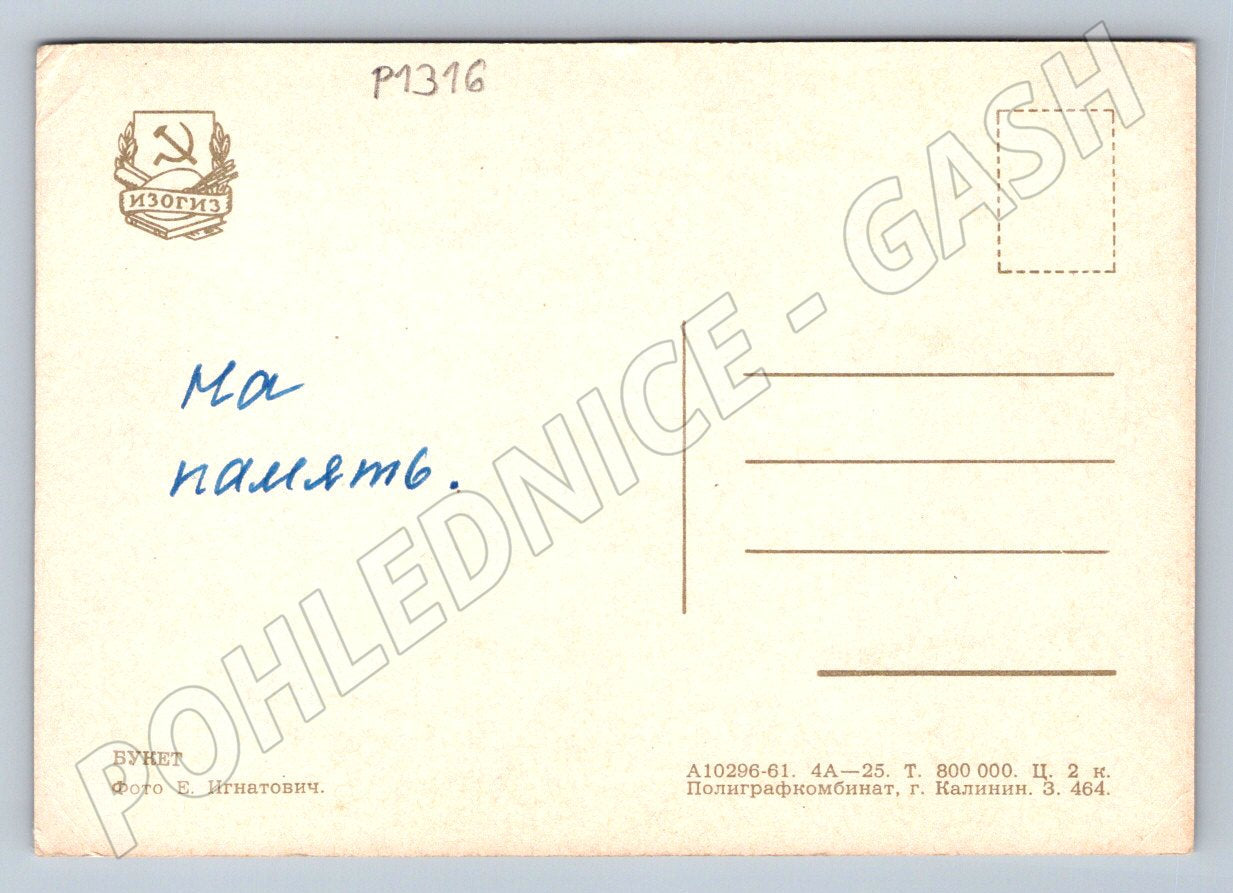 P1316
ИЗОГИЗ
На
память.
POHLEDNICE - GASH
БУКЕТ
Фото Е. Игнатович.
А10296-61. 4А—25. Т. 800 000. Ц. 2 к.
Полиграфкомбинат, г. Калинин. З. 464.